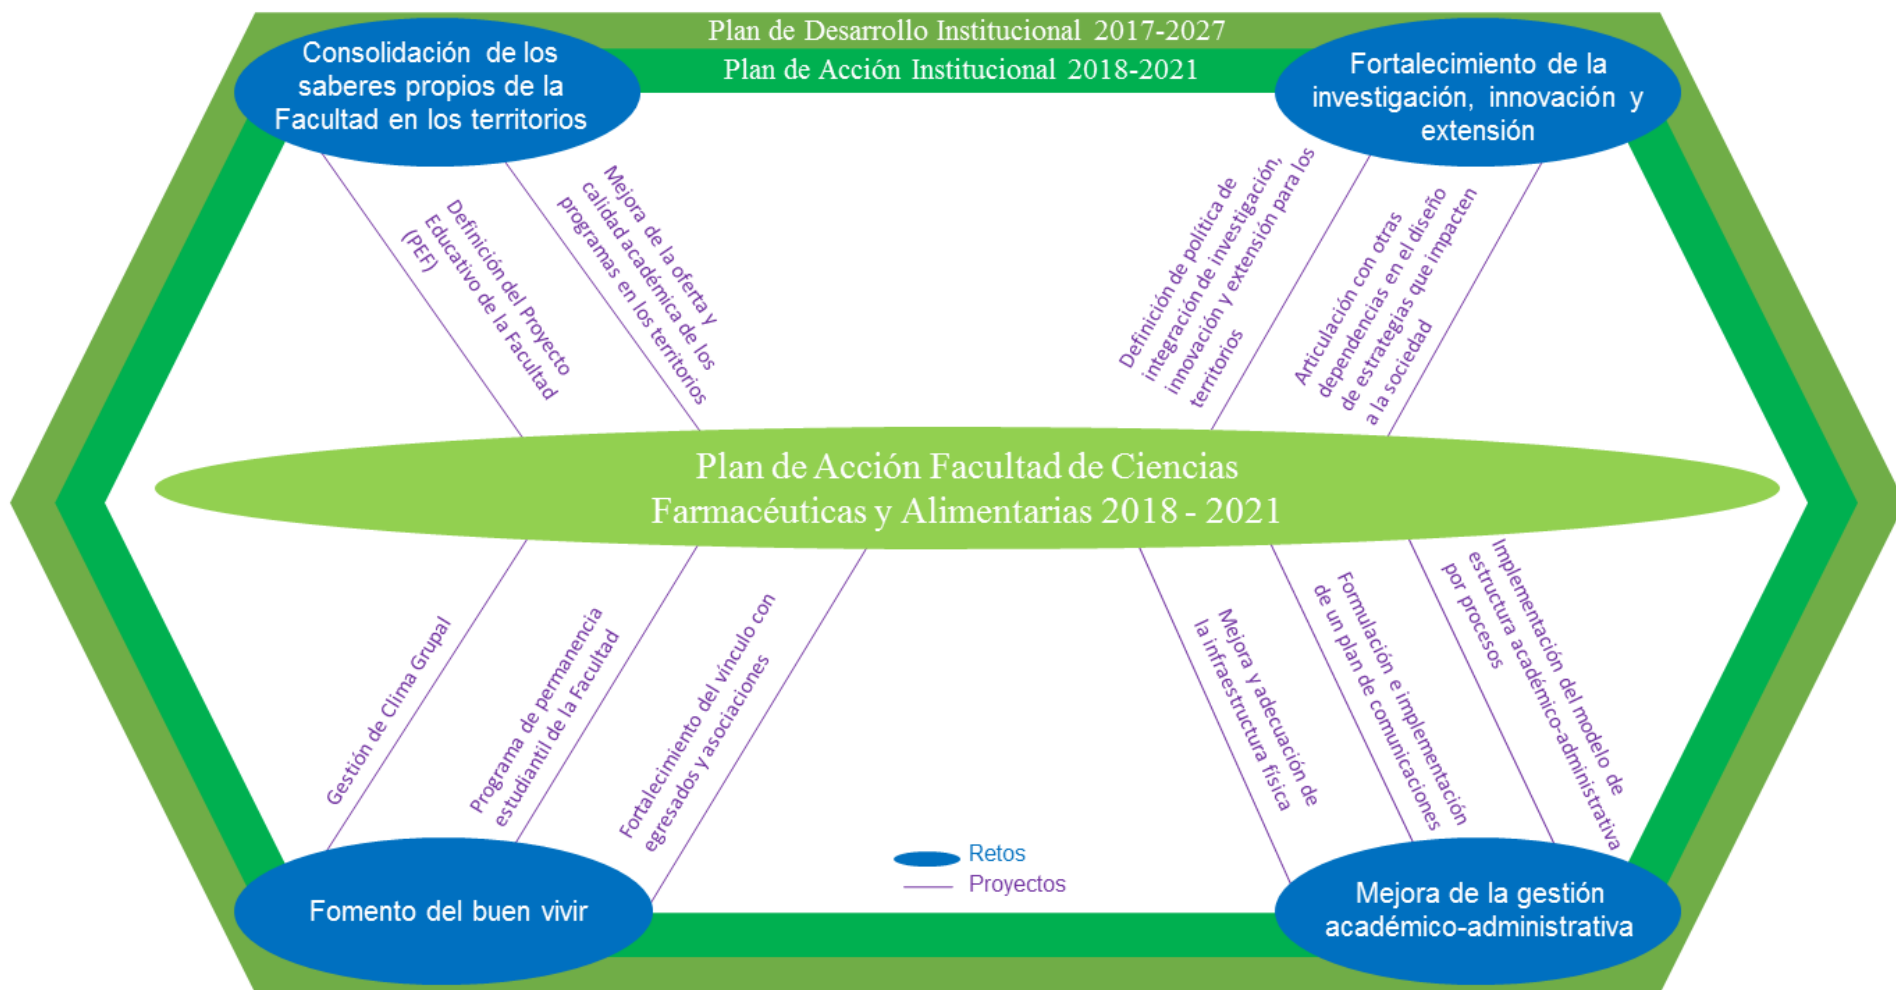 Plan de Desarrollo Institucional 2017-2027
Plan de Acción Institucional 2018-2021
Consolidación de los
saberes propios de la
Facultad en los territorios
Fortalecimiento de la
investigación, innovación y
extensión
Definición del Proyecto
Educativo de la Facultad
(PEF)
Mejora de la oferta y
calidad académica de los
programas en los territorios
Definición de política de
integración de investigación,
innovación y extensión para los
territorios
Articulación con otras
dependencias en el diseño
de estrategias que impacten
a la sociedad
Plan de Acción Facultad de Ciencias
Farmacéuticas y Alimentarias 2018 - 2021
Gestión de Clima Grupal
Programa de permanencia
estudiantil de la Facultad
Fortalecimiento del vínculo con
egresados y asociaciones
Mejora y adecuación de
la infraestructura física
Formulación e implementación
de un plan de comunicaciones
Implementación del modelo de
estructura académico-administrativa
por procesos
Retos
Proyectos
Fomento del buen vivir
Mejora de la gestión
académico-administrativa